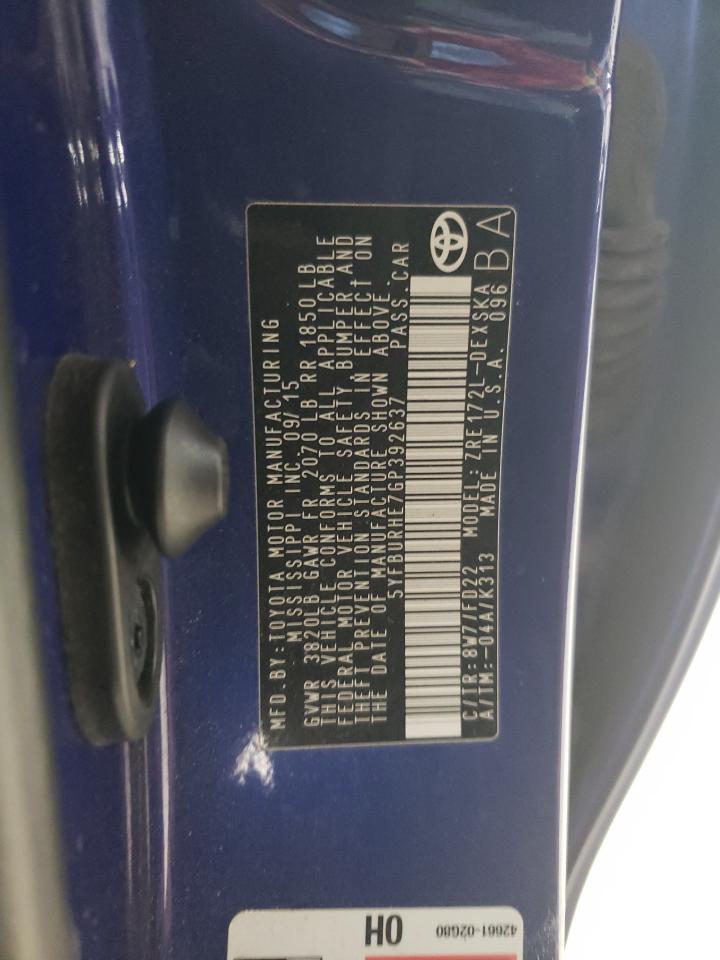 MFD.BY:TOYOTA MOTOR MANUFACTURING
MISSISSIPPI INC. 09/15
GVWR 3820LB GAWR FR 2070 LB RR 1850 LB
THIS VEHICLE CONFORMS TO ALL APPLICABLE
FEDERAL MOTOR VEHICLE SAFETY, BUMPER AND
THEFT PREVENTION STANDARDS IN EFFECT ON
THE DATE OF MANUFACTURE SHOWN ABOVE.
5YFBURHE7GP392637 PASS.CAR
C/TR:8W7/FD22 MODEL:ZRE172L-DEXSKA
A/TM:-04A/K313 MADE IN U.S.A. 096
BA
0H
42661-02G80